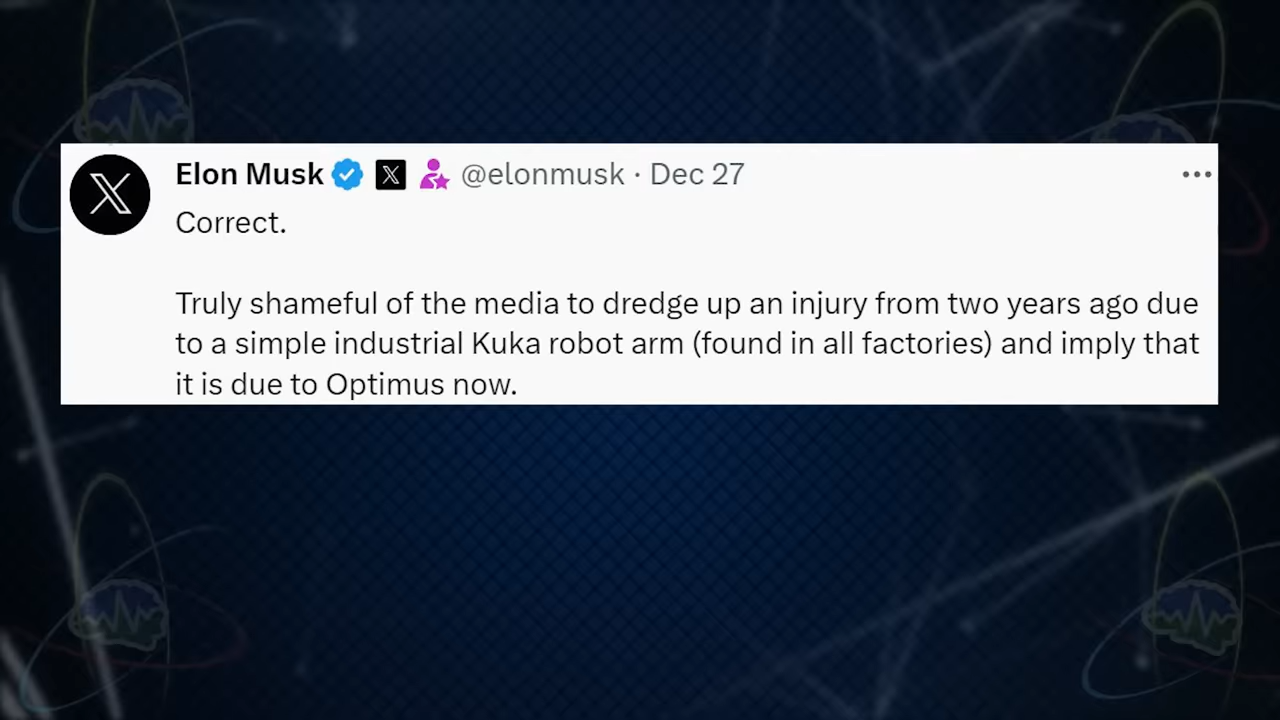 Elon Musk @elonmusk · Dec 27
Correct.
Truly shameful of the media to dredge up an injury from two years ago due
to a simple industrial Kuka robot arm (found in all factories) and imply that
it is due to Optimus now.